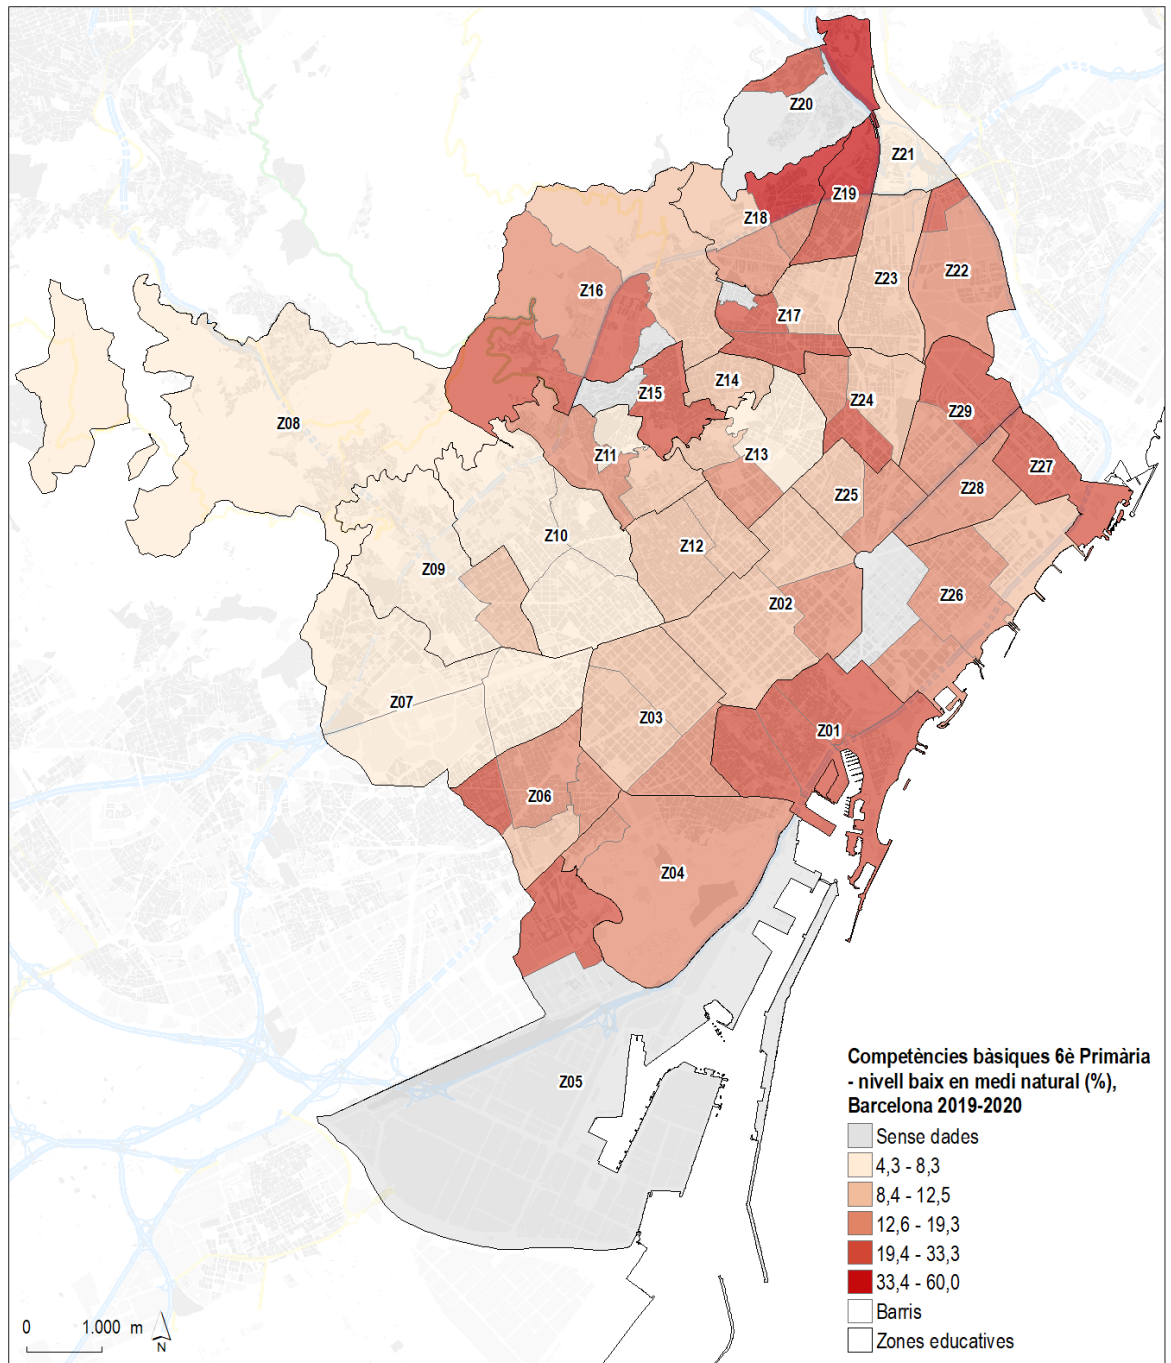 Z20
Z21
Z19
Z18
Z23
Z22
Z16
Z17
Z14
Z15
Z24
Z29
Z08
Z11
Z13
Z27
Z25
Z28
Z10
Z12
Z09
Z26
Z02
Z07
Z03
Z01
Z06
Z04
Z05
Competències bàsiques 6è Primària
- nivell baix en medi natural (%),
Barcelona 2019-2020
Sense dades
4,3 - 8,3
8,4 - 12,5
12,6 - 19,3
19,4 - 33,3
33,4 - 60,0
Barris
Zones educatives
0 1.000 m
N